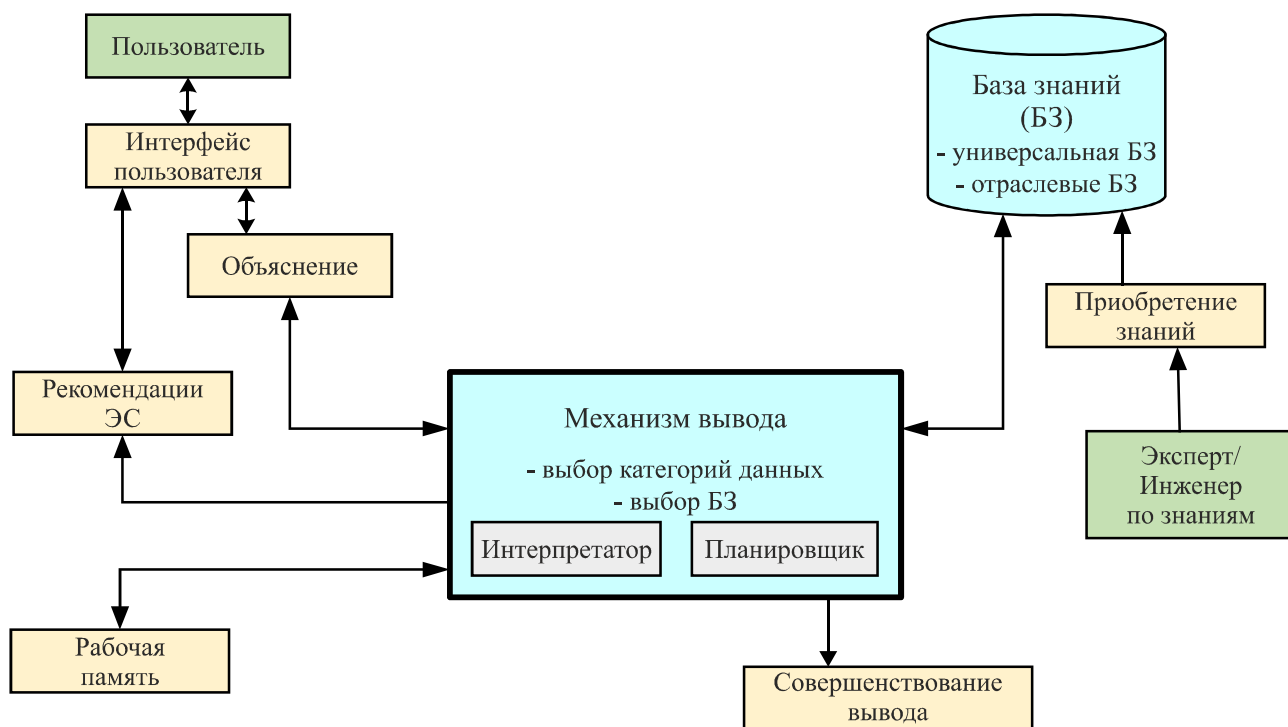 Пользователь
Интерфейс
пользователя
Объяснение
Рекомендации
ЭС
Рабочая
память
Механизм вывода
- выбор категорий данных
- выбор БЗ
Интерпретатор
Планировщик
Совершенствование
вывода
База знаний
(БЗ)
- универсальная БЗ
- отраслевые БЗ
Приобретение
знаний
Эксперт/
Инженер
по знаниям